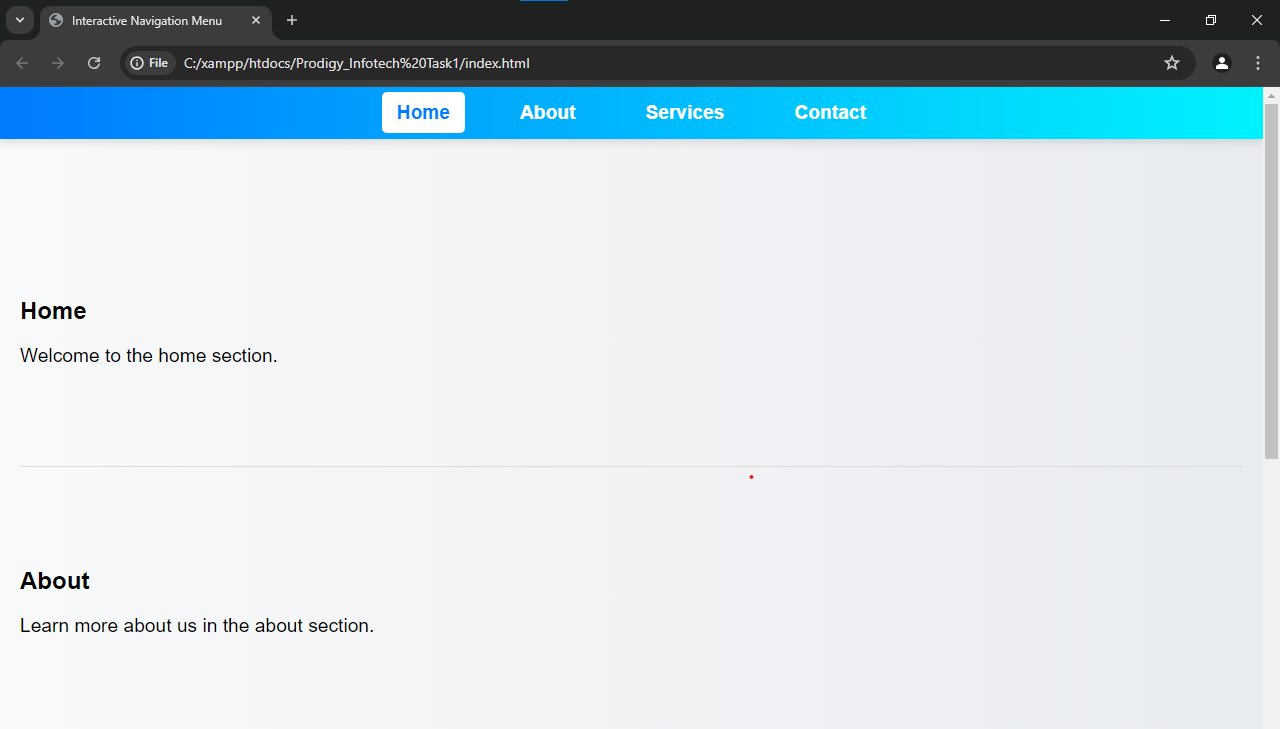 Interactive Navigation Menu
File C:/xampp/htdocs/Prodigy_Infotech%20Task1/index.html
Home About Services Contact
Home
Welcome to the home section.
About
Learn more about us in the about section.